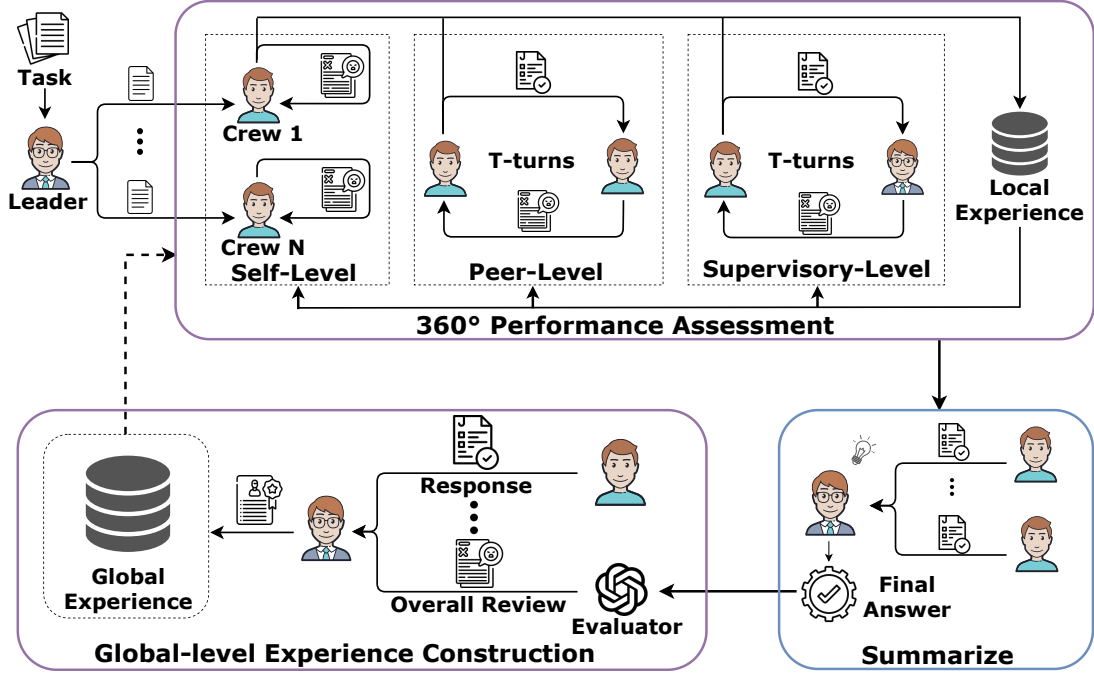 Task
Leader
Crew 1
Crew N
Self-Level
T-turns
Peer-Level
T-turns
Supervisory-Level
Local
Experience
360° Performance Assessment
Global
Experience
Response
Overall Review
Evaluator
Global-level Experience Construction
Final
Answer
Summarize